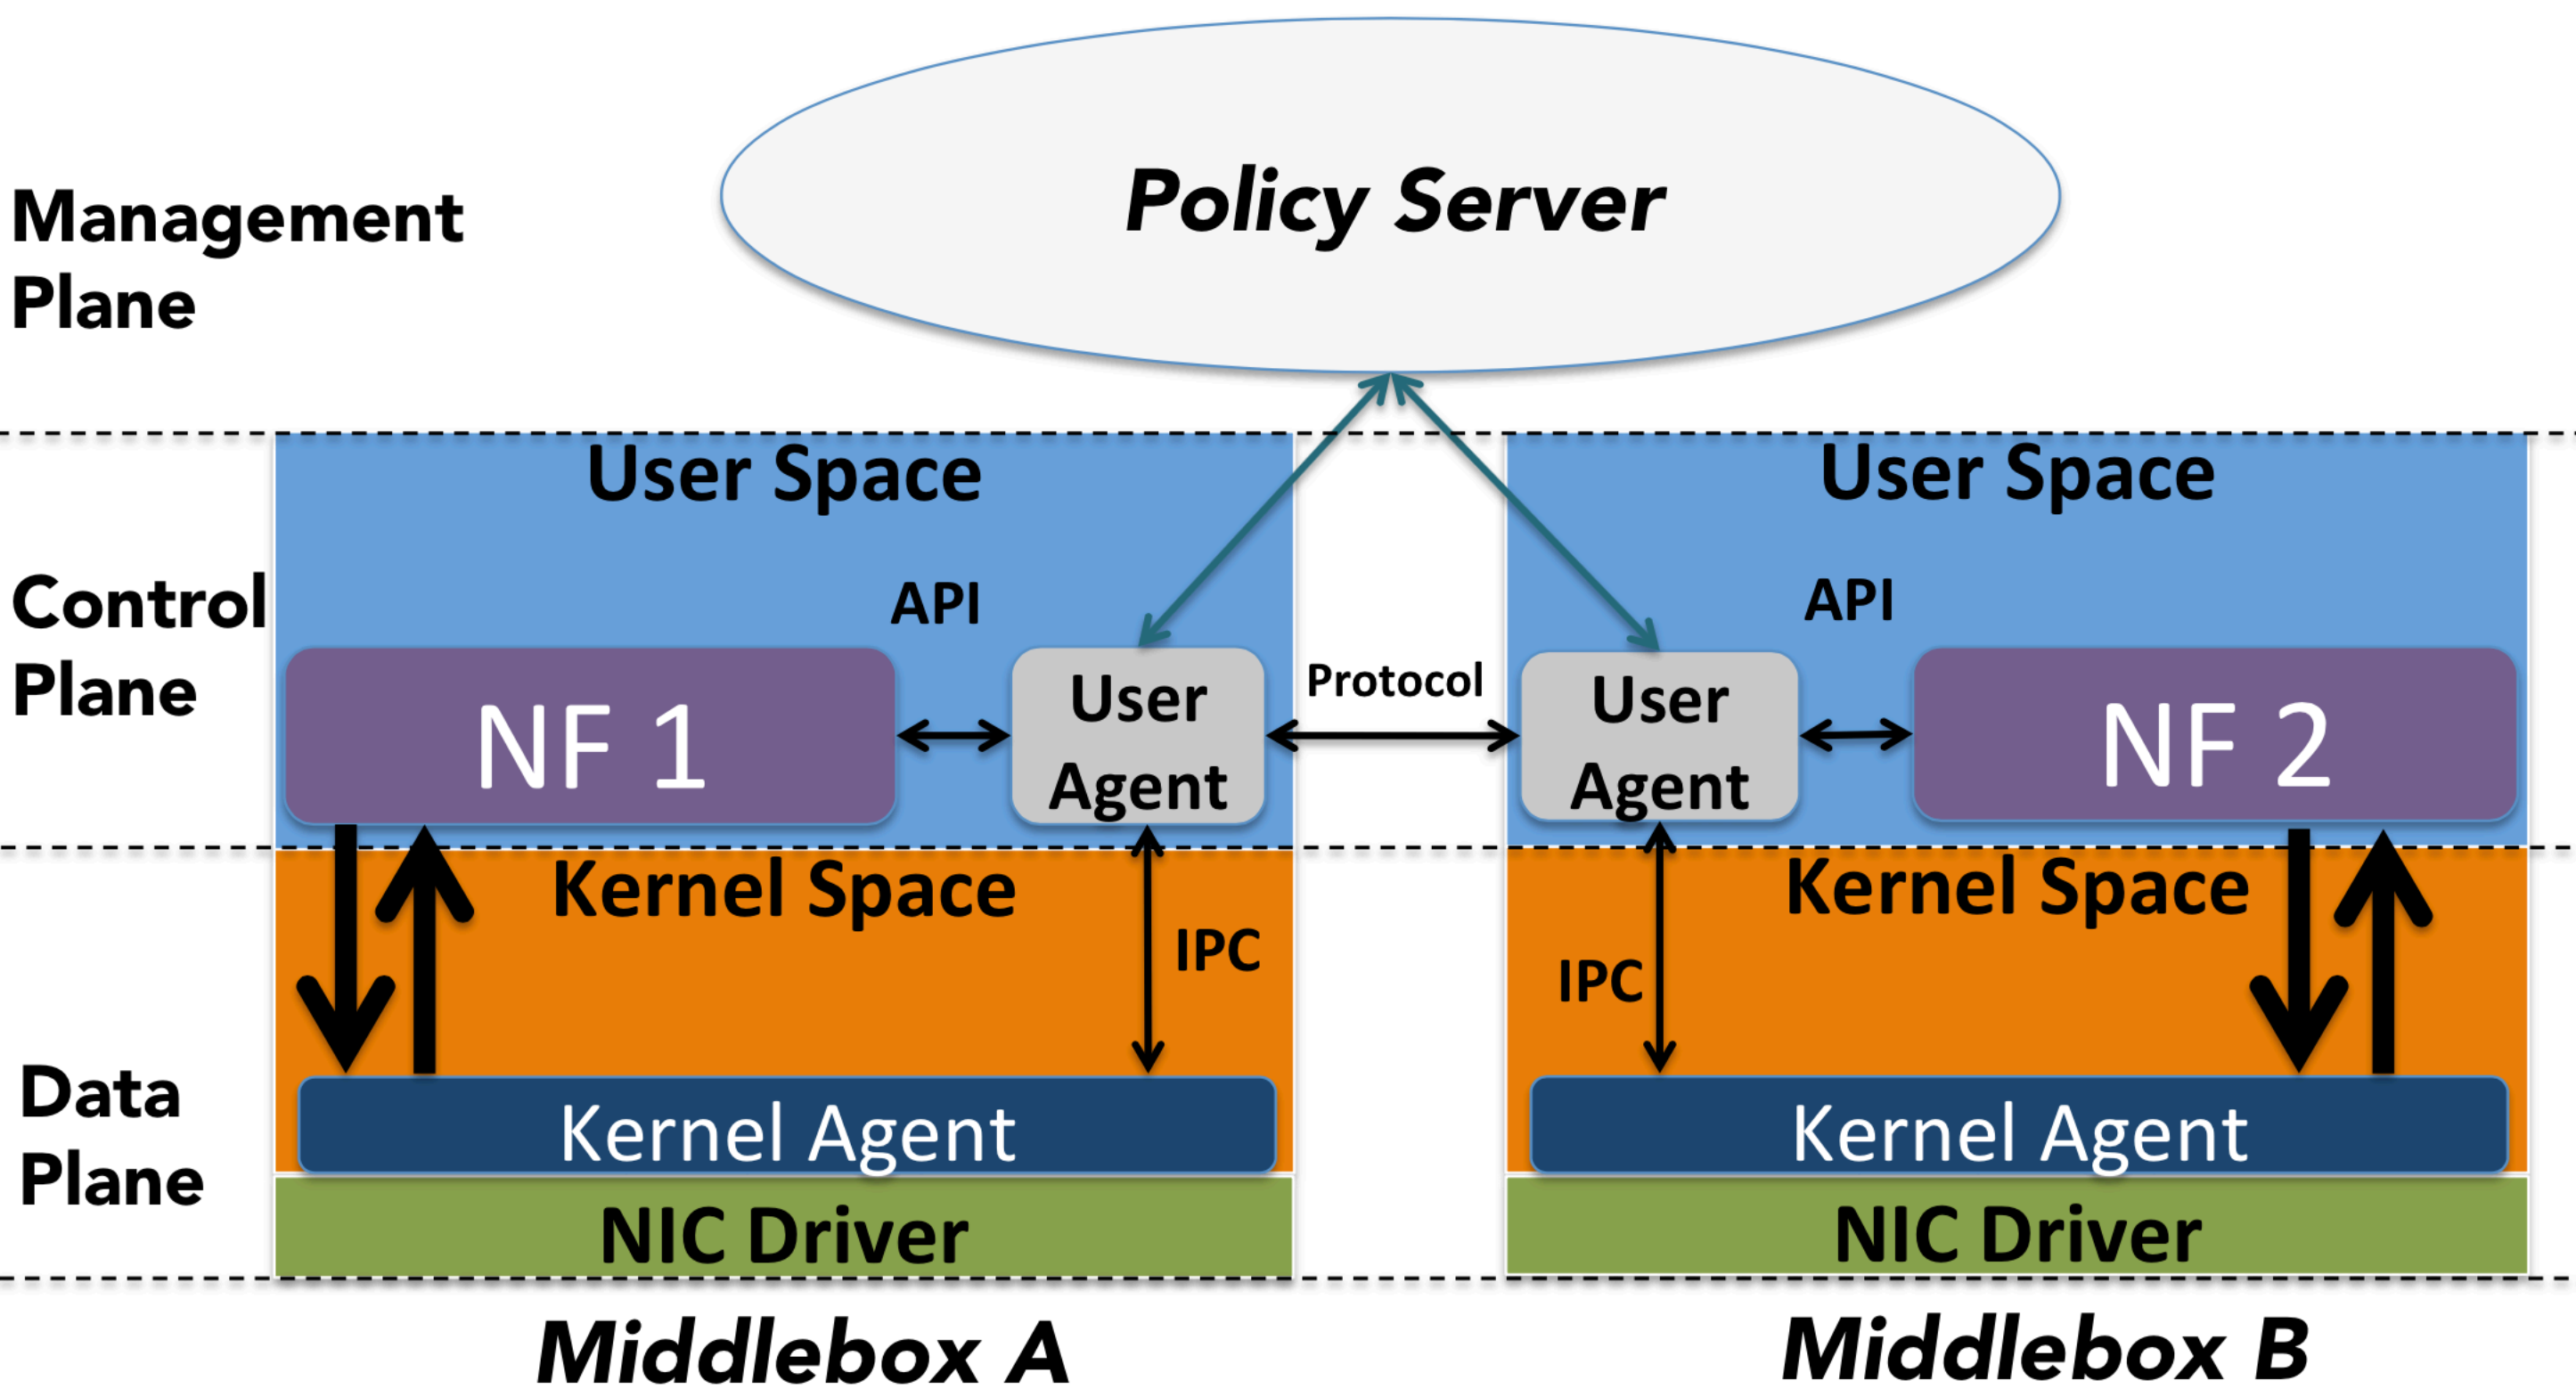 Policy Server
Management
Plane
User Space
User Space
Control
Plane
API
API
NF 1
User
Agent
Protocol
User
Agent
NF 2
Kernel Space
Kernel Space
IPC
IPC
Data
Plane
Kernel Agent
Kernel Agent
NIC Driver
NIC Driver
Middlebox A
Middlebox B